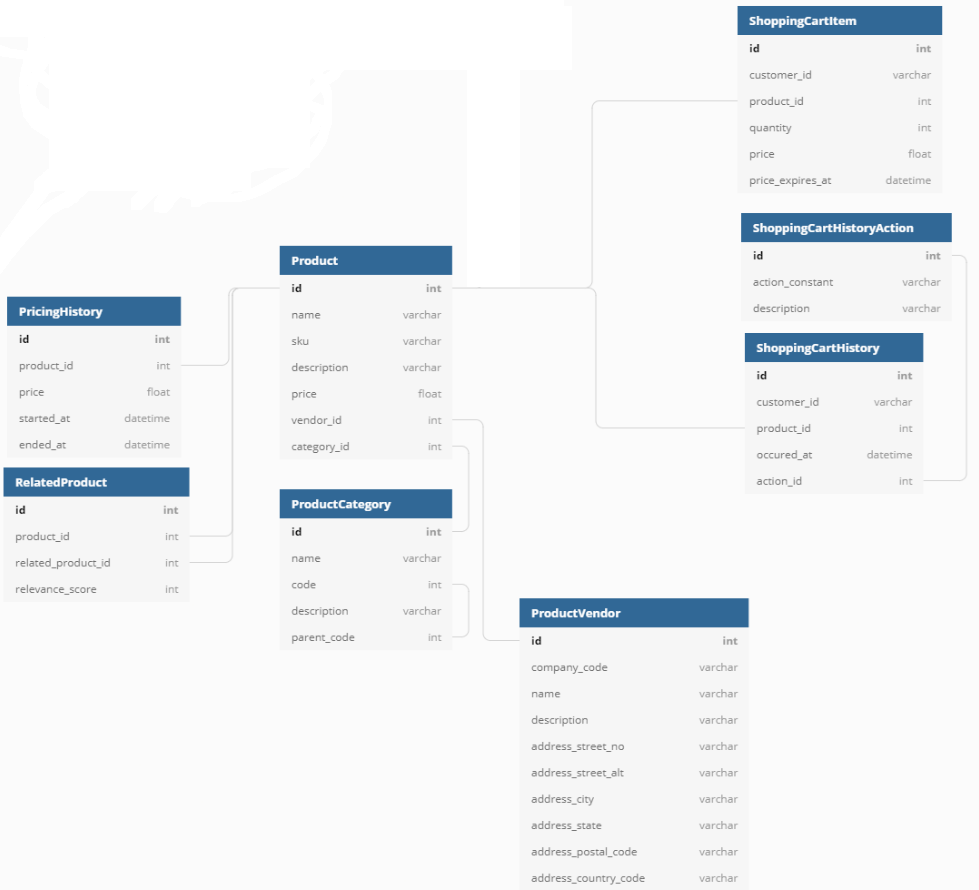 ShoppingCartItem
id int
customer_id varchar
product_id int
quantity int
price float
price_expires_at datetime
ShoppingCartHistoryAction
id int
action_constant varchar
description varchar
Product
id int
name varchar
sku varchar
description varchar
price float
vendor_id int
category_id int
PricingHistory
id int
product_id int
price float
started_at datetime
ended_at datetime
ShoppingCartHistory
id int
customer_id varchar
product_id int
occured_at datetime
action_id int
RelatedProduct
id int
product_id int
related_product_id int
relevance_score int
ProductCategory
id int
name varchar
code int
description varchar
parent_code int
ProductVendor
id int
company_code varchar
name varchar
description varchar
address_street_no varchar
address_street_alt varchar
address_city varchar
address_state varchar
address_postal_code varchar
address_country_code varchar